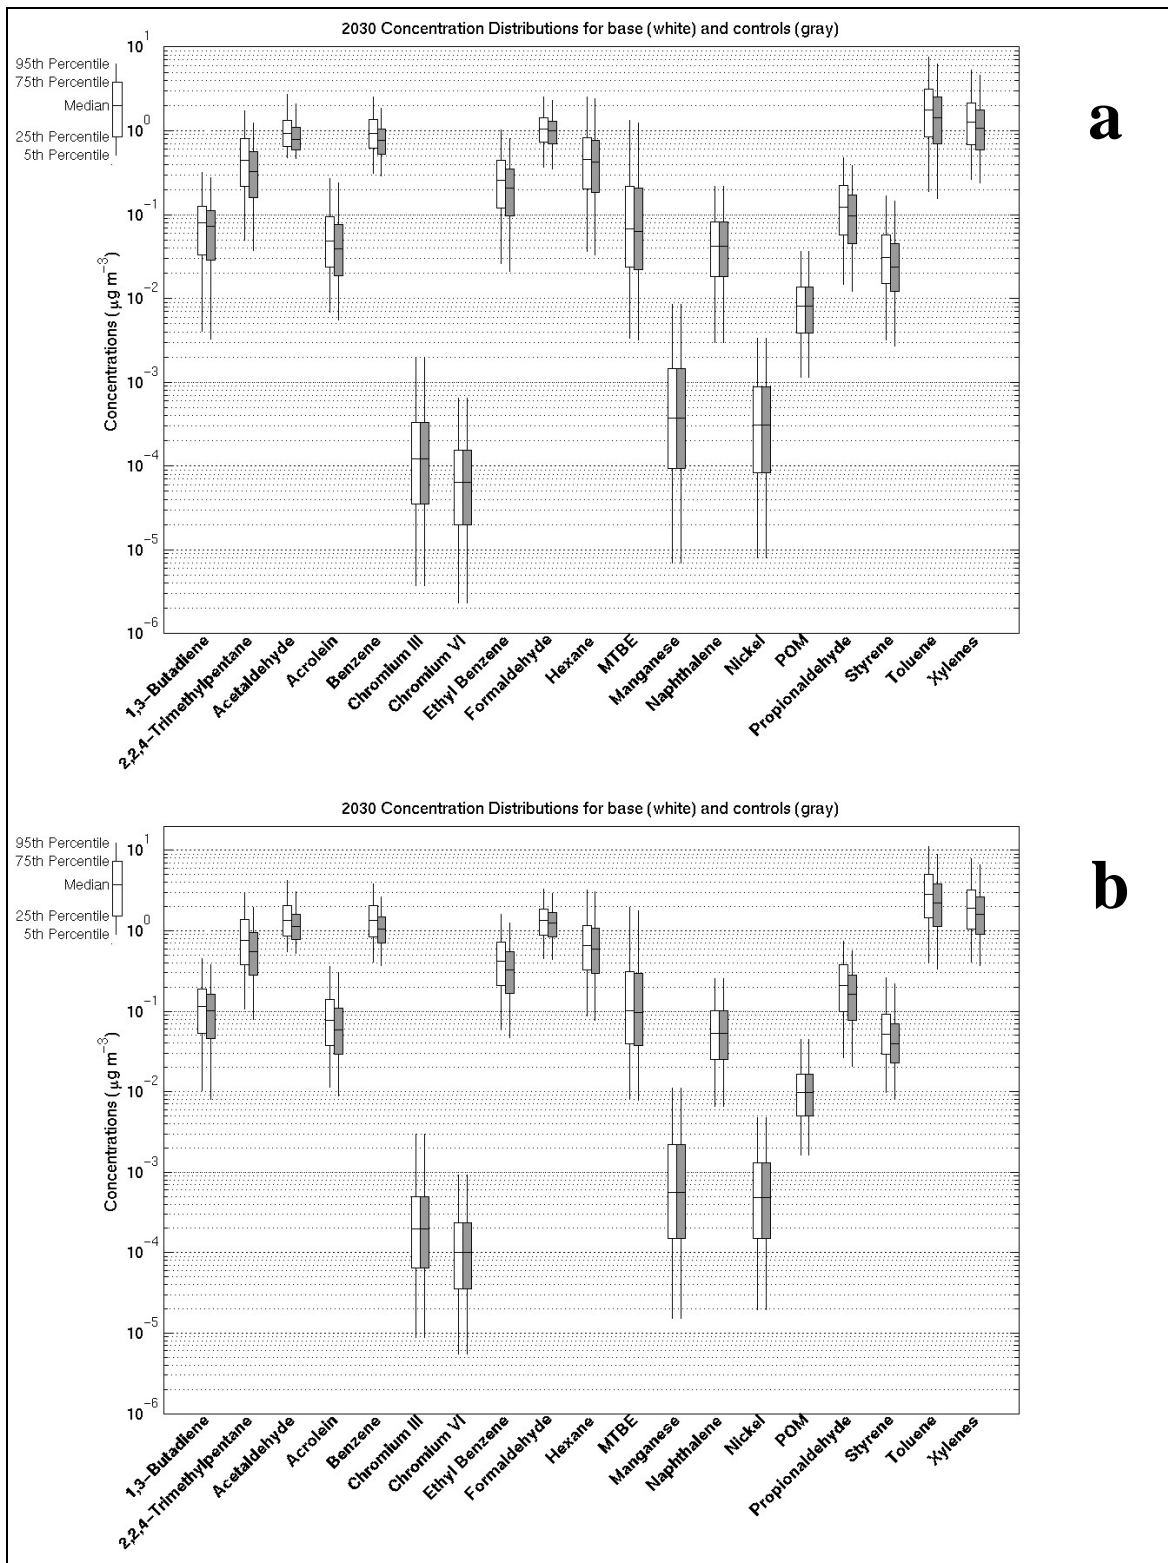 2030 Concentration Distributions for base (white) and controls (gray)
95th Percentile
75th Percentile
Median
25th Percentile
5th Percentile
10^1
10^0
10^−1
10^−2
10^−3
10^−4
10^−5
10^−6
Concentrations (μg m^−3)
1,3−Butadiene
2,2,4−Trimethylpentane
Acetaldehyde
Acrolein
Benzene
Chromium III
Chromium VI
Ethyl Benzene
Formaldehyde
Hexane
MTBE
Manganese
Naphthalene
Nickel
POM
Propionaldehyde
Styrene
Toluene
Xylenes
a
2030 Concentration Distributions for base (white) and controls (gray)
95th Percentile
75th Percentile
Median
25th Percentile
5th Percentile
10^1
10^0
10^−1
10^−2
10^−3
10^−4
10^−5
10^−6
Concentrations (μg m^−3)
1,3−Butadiene
2,2,4−Trimethylpentane
Acetaldehyde
Acrolein
Benzene
Chromium III
Chromium VI
Ethyl Benzene
Formaldehyde
Hexane
MTBE
Manganese
Naphthalene
Nickel
POM
Propionaldehyde
Styrene
Toluene
Xylenes
b